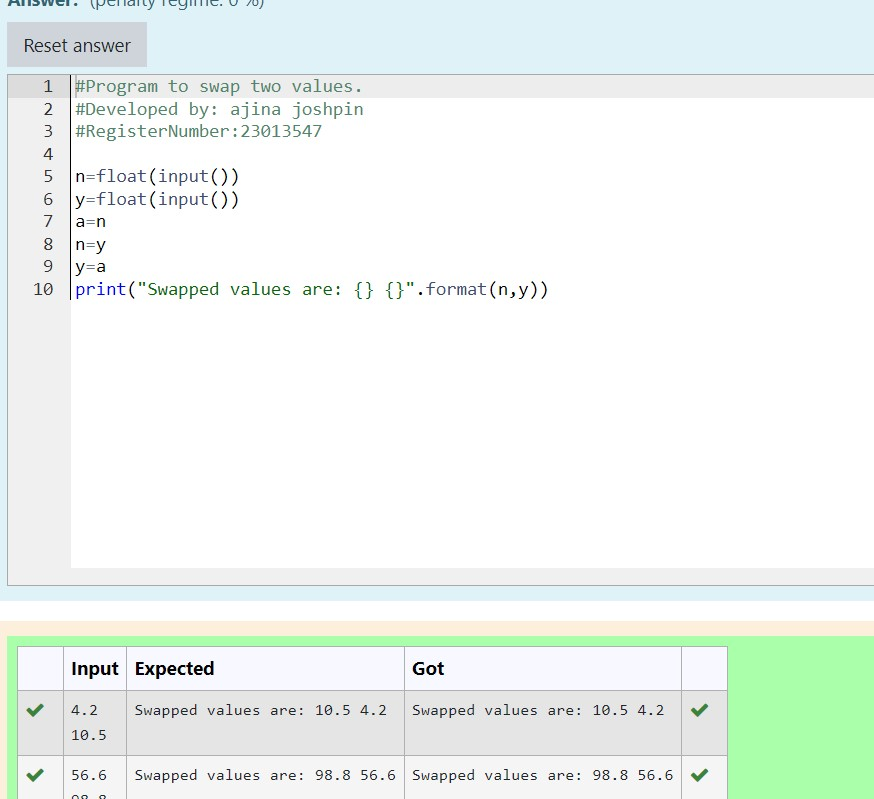 Answer: (penalty regime: 0 %)
Reset answer
1 #Program to swap two values.
2 #Developed by: ajina joshpin
3 #RegisterNumber:23013547
4
5 n=float(input())
6 y=float(input())
7 a=n
8 n=y
9 y=a
10 print("Swapped values are: {} {}".format(n,y))
Input Expected Got
4.2 Swapped values are: 10.5 4.2 Swapped values are: 10.5 4.2
10.5
56.6 Swapped values are: 98.8 56.6 Swapped values are: 98.8 56.6
98.8